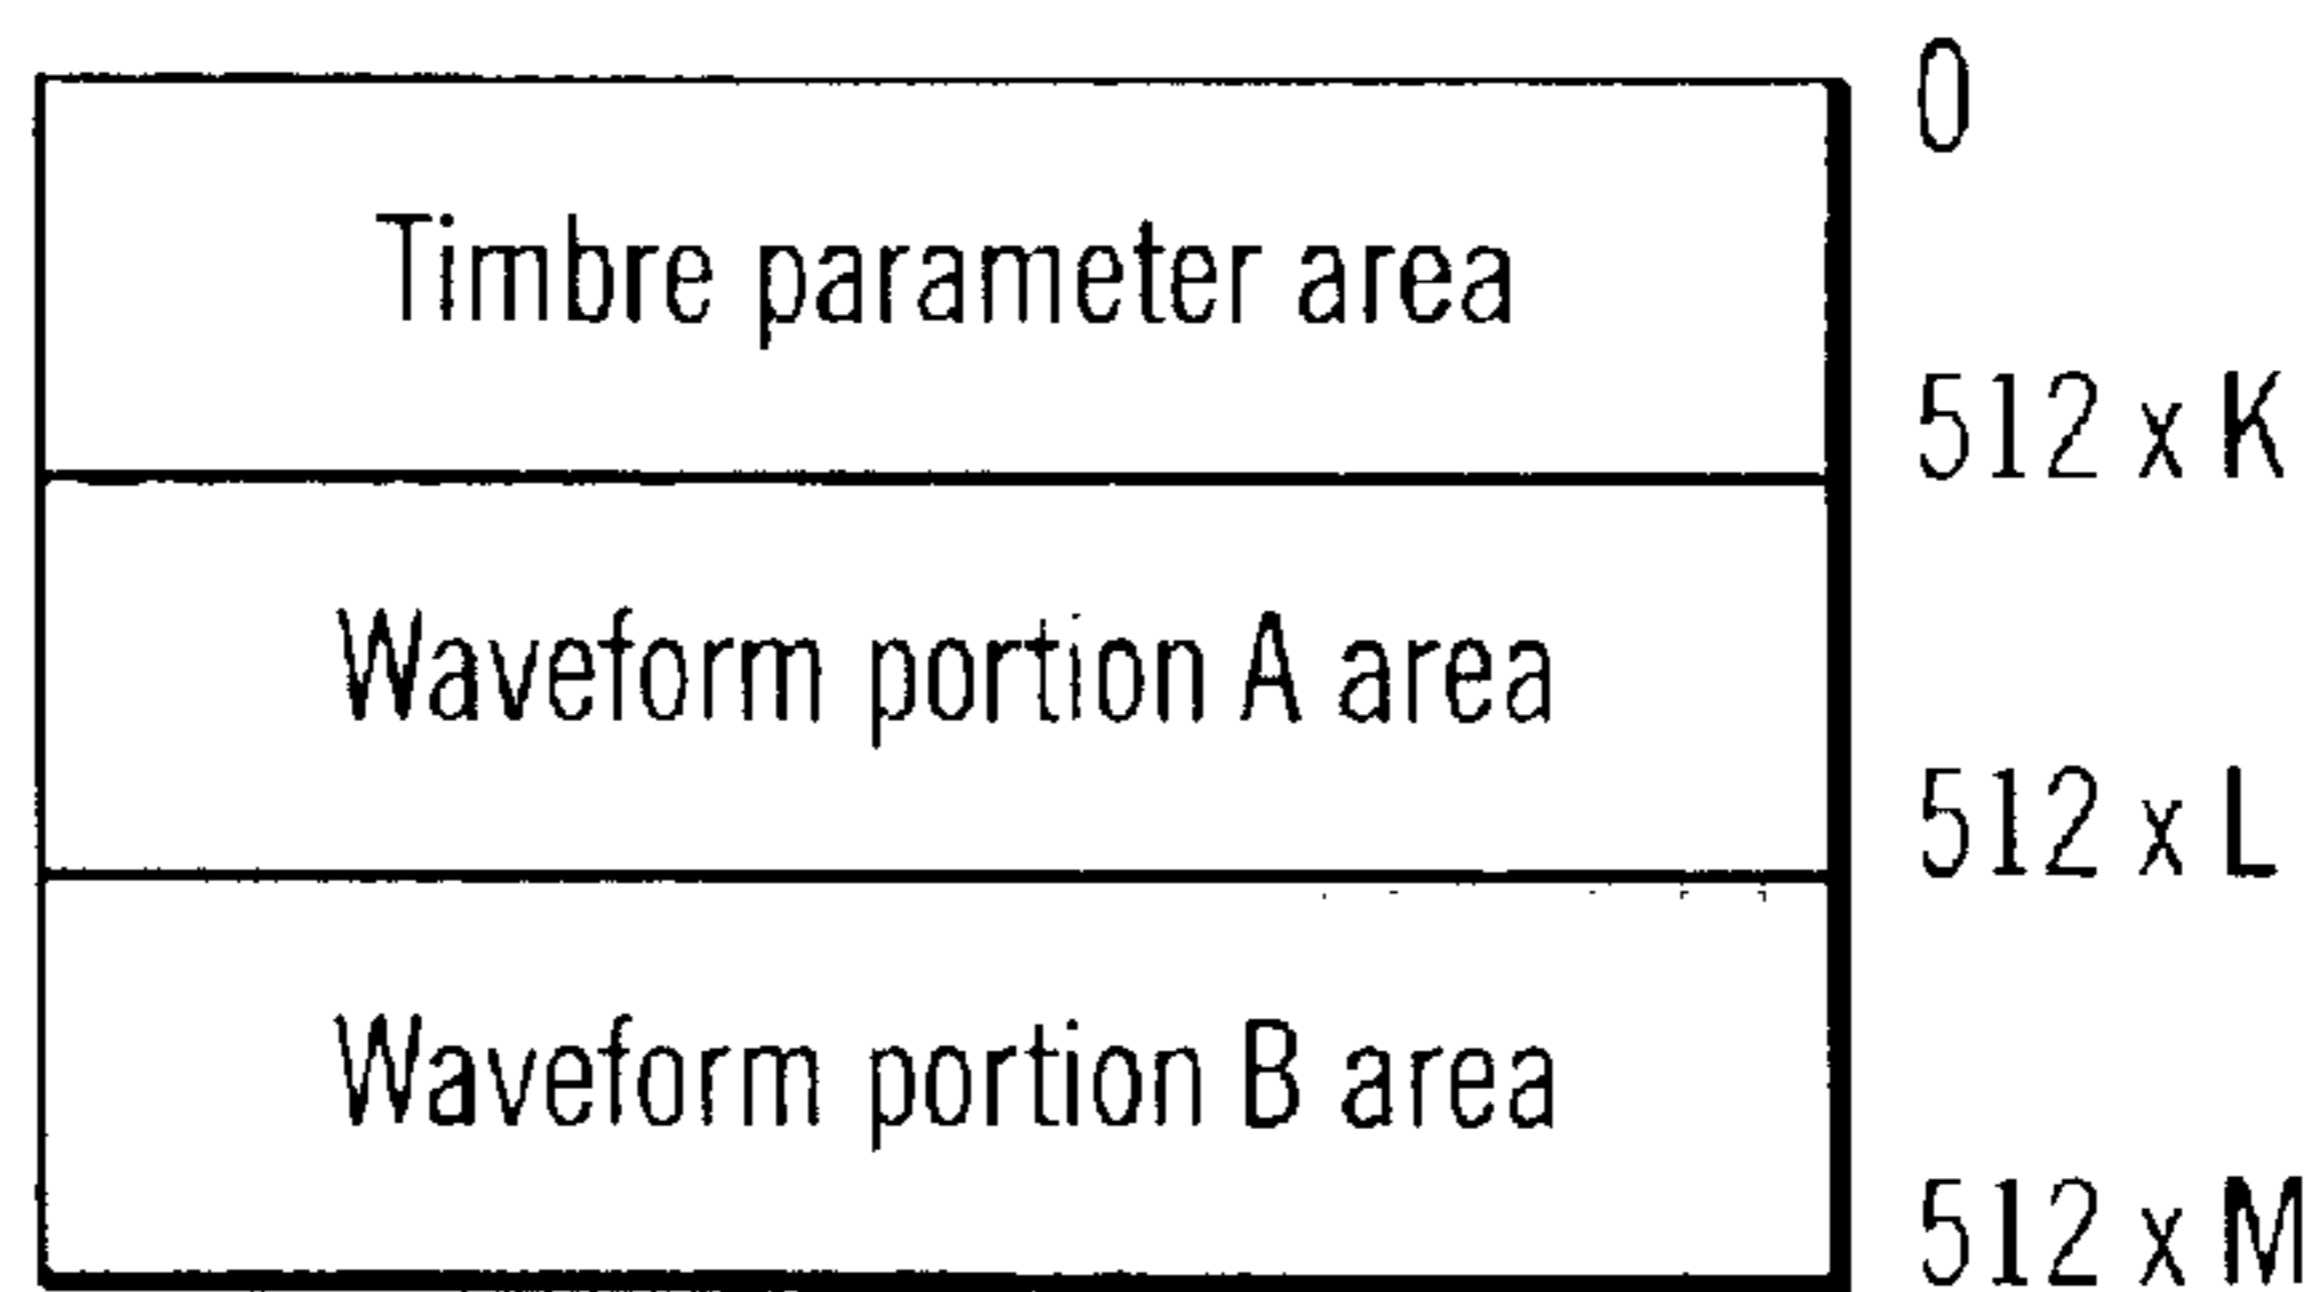 0
Timbre parameter area
512 x K
Waveform portion A area
512 x L
Waveform portion B area
512 x M